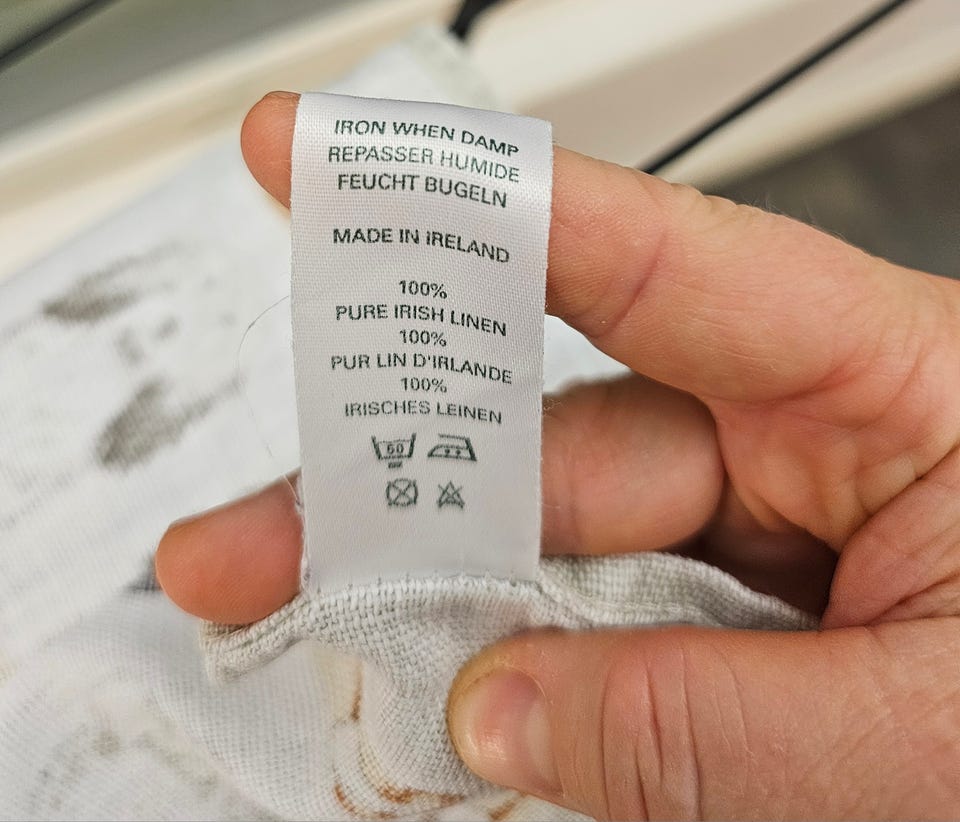 IRON WHEN DAMP
REPASSER HUMIDE
FEUCHT BUGELN
MADE IN IRELAND
100%
PURE IRISH LINEN
100%
PUR LIN D'IRLANDE
100%
IRISCHES LEINEN
50